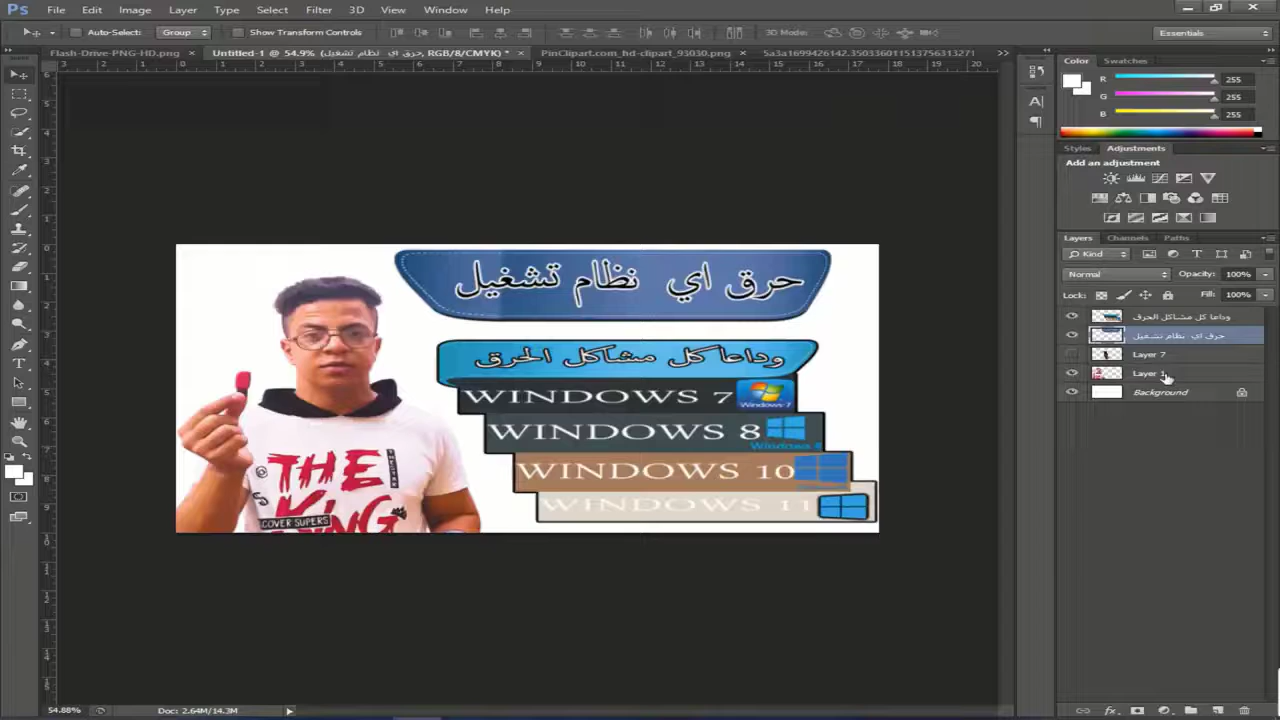 Ps File Edit Image Layer Type Select Filter 3D View Window Help
Auto-Select: Group Show Transform Controls 3D Mode: Essentials
Flash-Drive-PNG-HD.png × Untitled-1 @ 54.9% (حرق اي نظام تشغيل, RGB/8/CMYK) * × PinClipart.com_hd-clipart_93030.png ×
Color Swatches
R 255
G 255
B 255
Styles Adjustments
Add an adjustment
Layers Channels Paths
Kind
Normal Opacity: 100%
Lock: Fill: 100%
وداعا كل مشاكل الحرق
حرق اي نظام تشغيل
Layer 7
Layer 1
Background
حرق اي نظام تشغيل
وداعا كل مشاكل الحرق
WINDOWS 7
Windows 7
WINDOWS 8
Windows 8
WINDOWS 10
WINDOWS 11
THE
KING
COVER SUPERS
54.88% Doc: 2.64M/14.3M